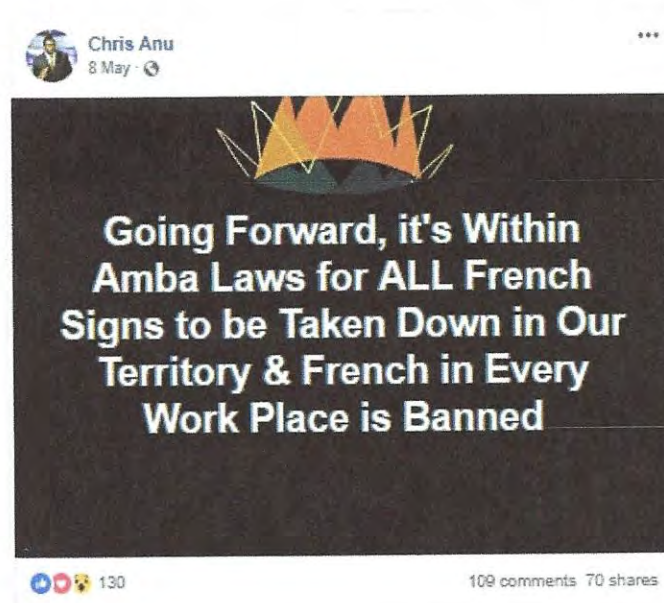 Chris Anu
8 May
Going Forward, it's Within
Amba Laws for ALL French
Signs to be Taken Down in Our
Territory & French in Every
Work Place is Banned
130
109 comments 70 shares